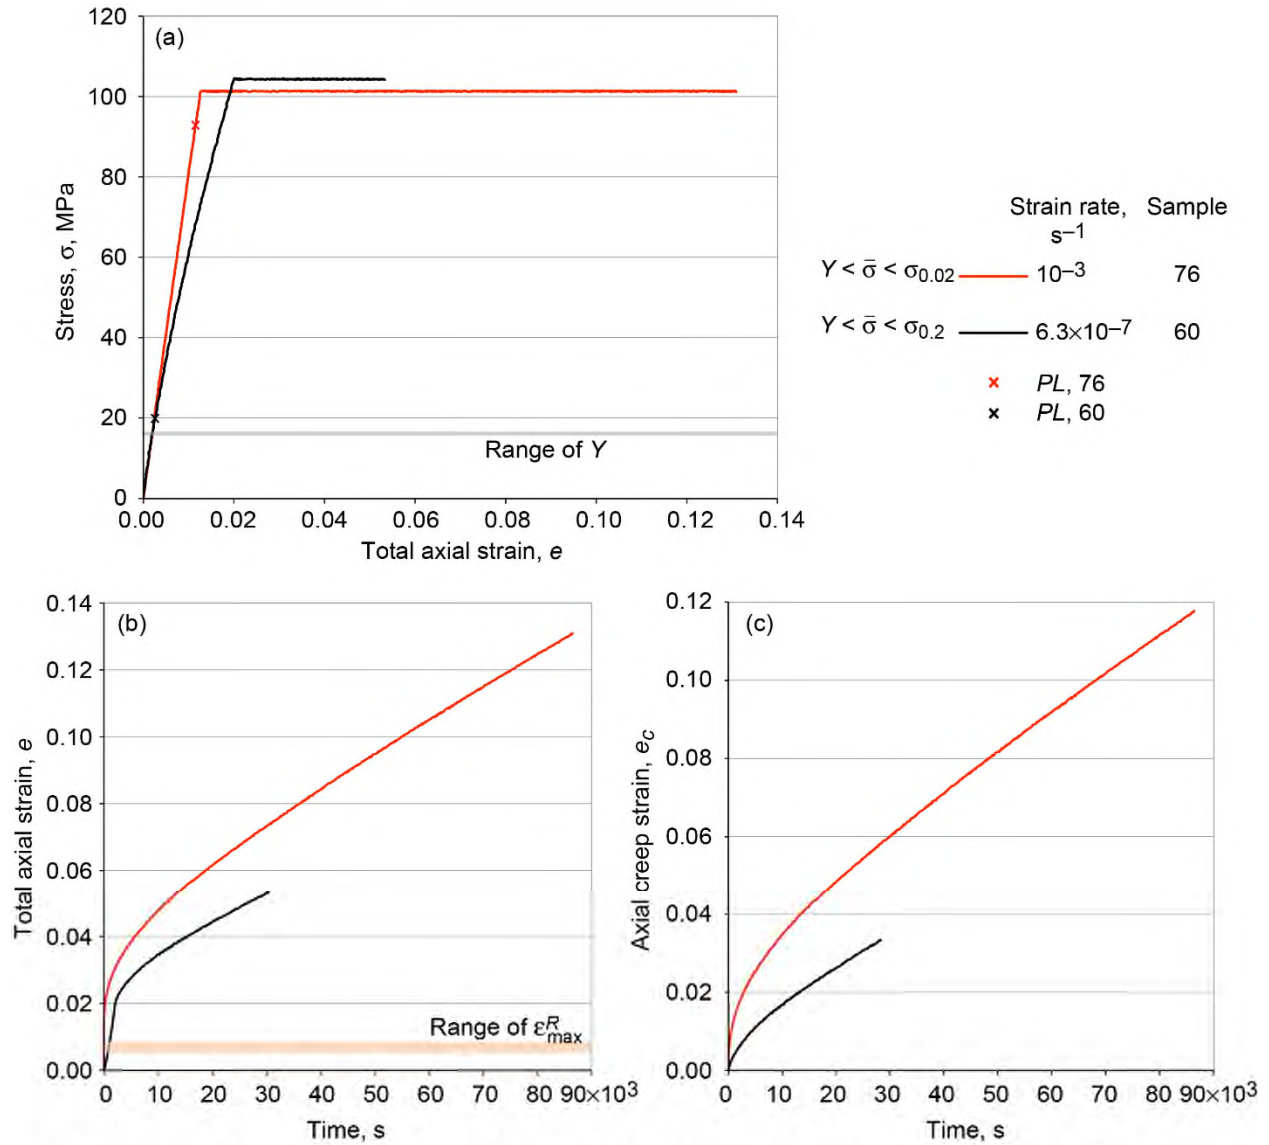 (a)
120
100
80
60
40
20
0
Stress, σ, MPa
Range of Y
0.00 0.02 0.04 0.06 0.08 0.10 0.12 0.14
Total axial strain, e
Strain rate, Sample
s–1
Y < σ̄ < σ0.02 10–3 76
Y < σ̄ < σ0.2 6.3×10–7 60
PL, 76
PL, 60
(b)
0.14
0.12
0.10
0.08
0.06
0.04
0.02
0.00
Total axial strain, e
Range of εRmax
0 10 20 30 40 50 60 70 80 90×103
Time, s
(c)
0.12
0.10
0.08
0.06
0.04
0.02
0.00
Axial creep strain, ec
0 10 20 30 40 50 60 70 80 90×103
Time, s